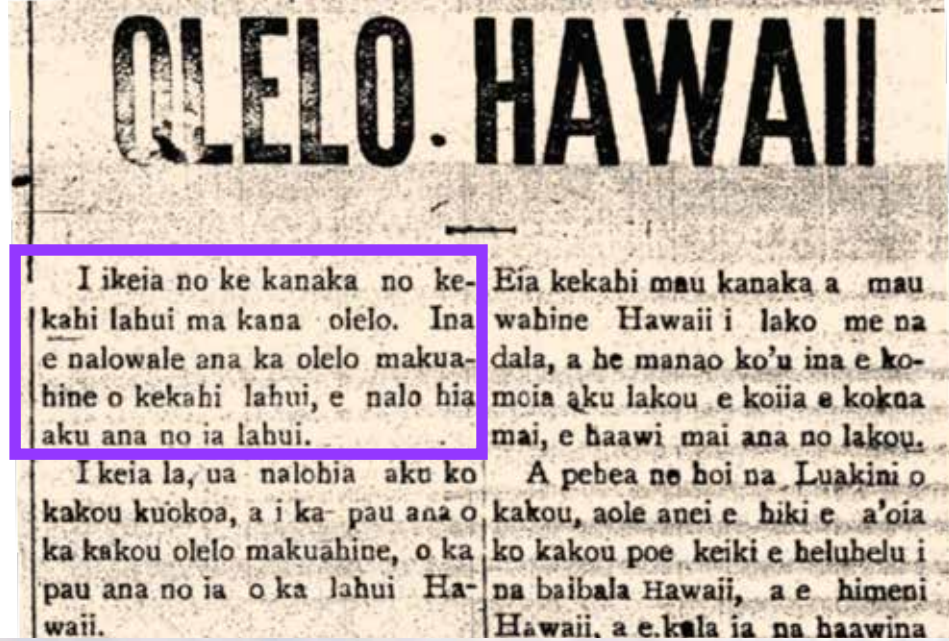 OLELO HAWAII
I ikeia no ke kanaka no ke-
kahi lahui ma kana olelo. Ina
e nalowale ana ka olelo makua-
hine o kekahi lahui, e nalo hia
aku ana no ia lahui.
I keia la, ua nalohia aku ko
kakou kuokoa, a i ka pau ana o
ka kakou olelo makuahine, o ka
pau ana no ia o ka lahui Ha-
waii.
Eia kekahi mau kanaka a mau
wahine Hawaii i lako me na
dala, a he manao ko'u ina e ko-
moia aku lakou e koiia e kokua
mai, e haawi mai ana no lakou.
A pehea no hoi na Luakini o
kakou, aole anei e hiki e a'oia
ko kakou poe keiki e heluhelu i
na baibala Hawaii, a e himeni
Hawaii, a e kala ia na haawina